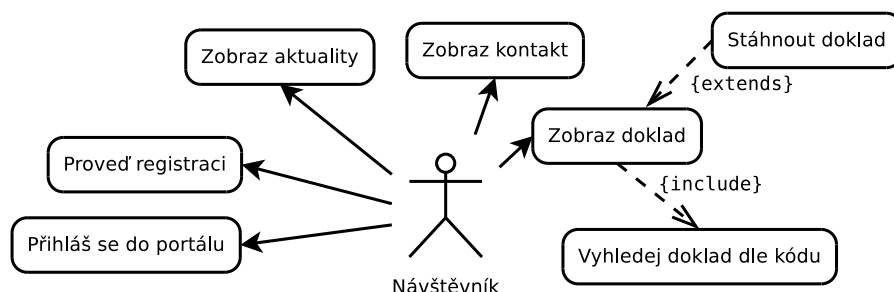 Zobraz aktuality
Zobraz kontakt
Stáhnout doklad
{extends}
Zobraz doklad
Proveď registraci
{include}
Přihláš se do portálu
Vyhledej doklad dle kódu
Návštěvník